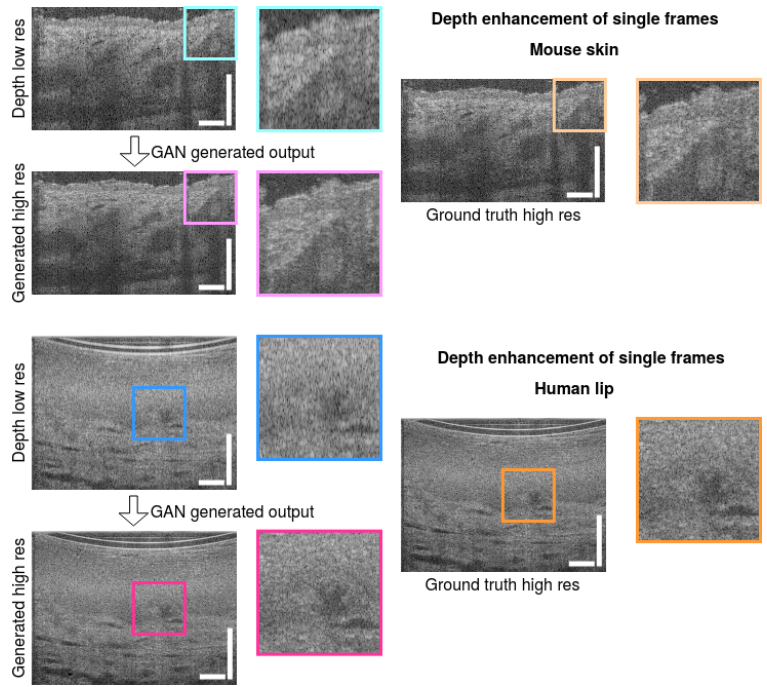 Depth low res
GAN generated output
Generated high res
Depth enhancement of single frames
Mouse skin
Ground truth high res
Depth low res
GAN generated output
Generated high res
Depth enhancement of single frames
Human lip
Ground truth high res